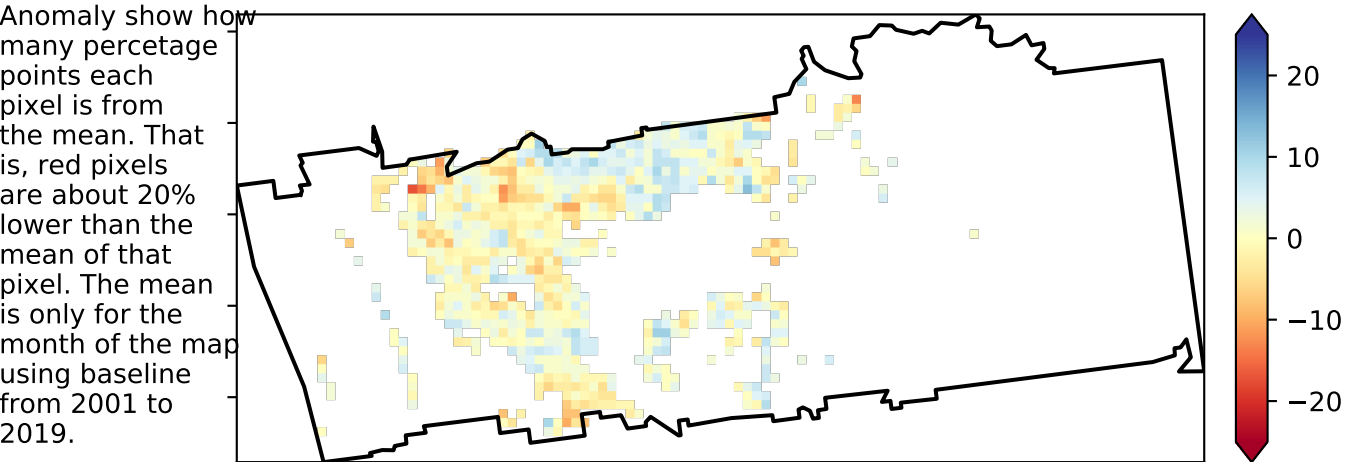 Anomaly show how
many percetage
points each
pixel is from
the mean. That
is, red pixels
are about 20%
lower than the
mean of that
pixel. The mean
is only for the
month of the map
using baseline
from 2001 to
2019.
20
10
0
−10
−20